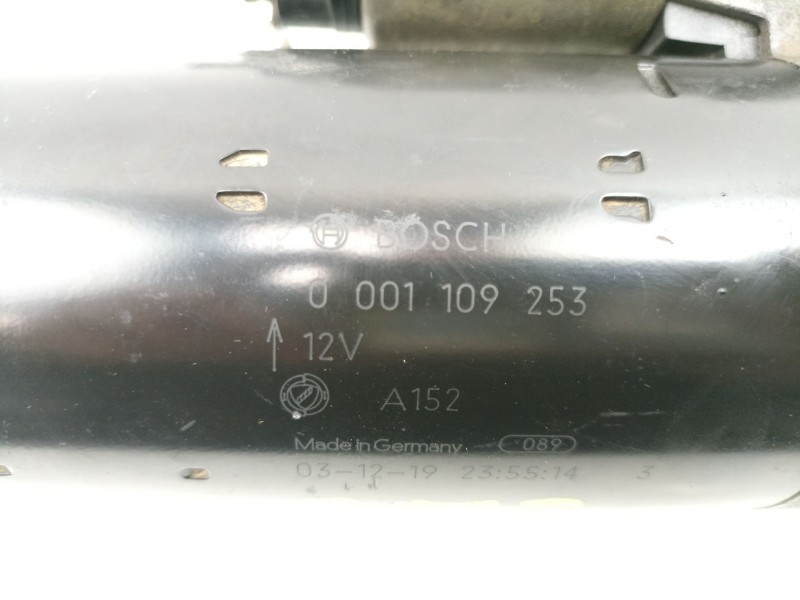 BOSCH
0 001 109 253
12V
A152
Made in Germany 089
03-12-19 23:55:14 3